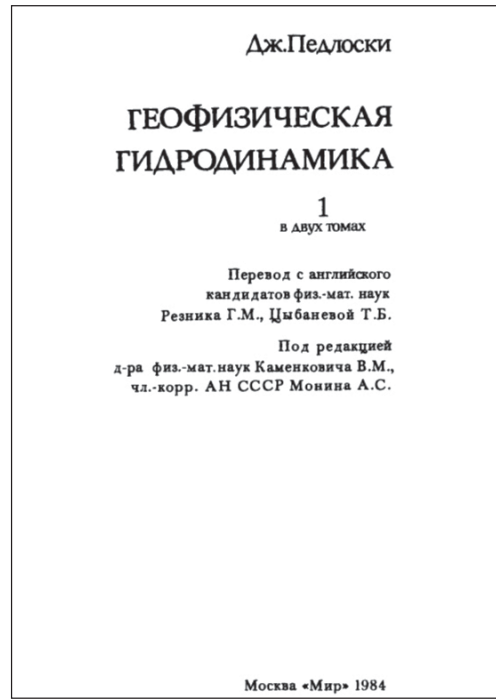 Дж.Педлоски
ГЕОФИЗИЧЕСКАЯ
ГИДРОДИНАМИКА
1
в двух томах
Перевод с английского
кандидатов физ.-мат. наук
Резника Г.М., Цыбаневой Т.Б.
Под редакцией
д-ра физ.-мат.наук Каменковича В.М.,
чл.-корр. АН СССР Монина А.С.
Москва «Мир» 1984